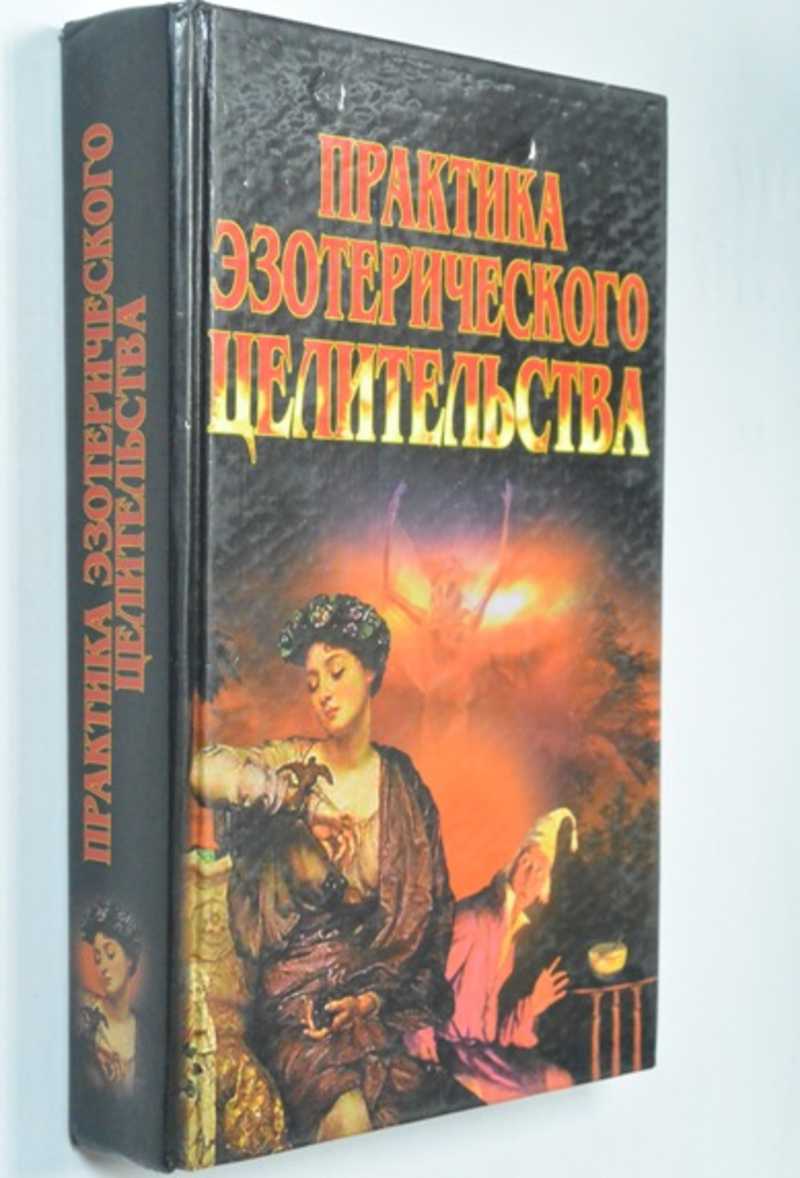 ПРАКТИКА ЭЗОТЕРИЧЕСКОГО
ЦЕЛИТЕЛЬСТВА
ПРАКТИКА
ЭЗОТЕРИЧЕСКОГО
ЦЕЛИТЕЛЬСТВА